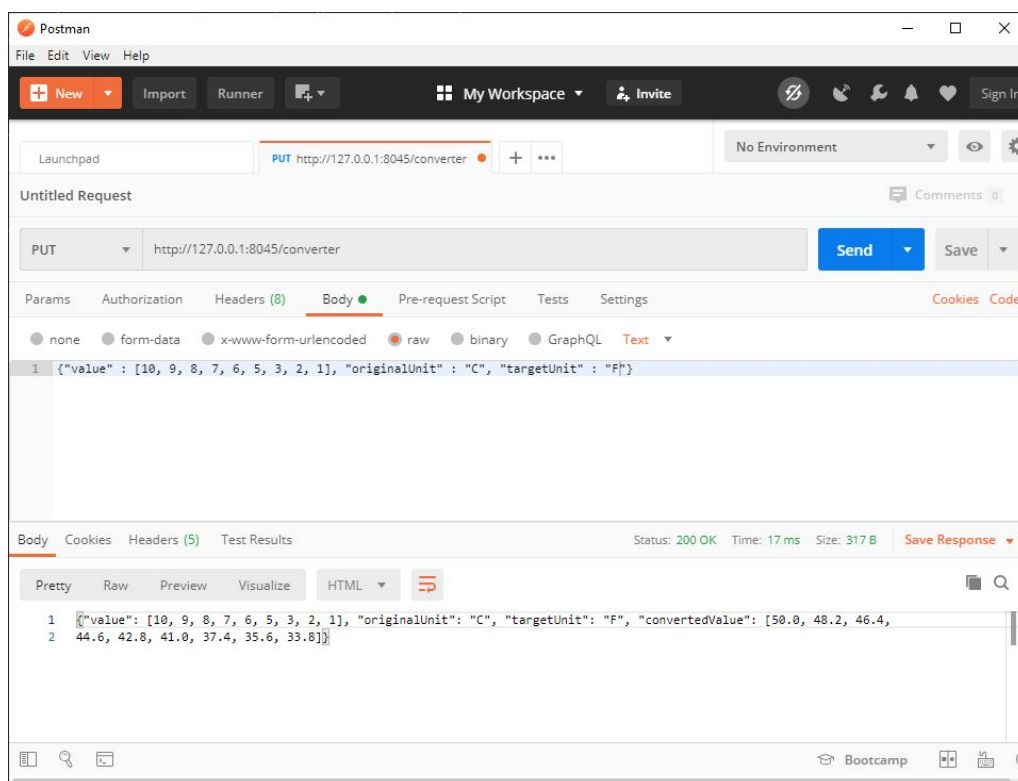 Postman
File Edit View Help
New Import Runner My Workspace Invite Sign In
Launchpad PUT http://127.0.0.1:8045/converter No Environment
Untitled Request Comments 0
PUT http://127.0.0.1:8045/converter Send Save
Params Authorization Headers (8) Body Pre-request Script Tests Settings Cookies Code
none form-data x-www-form-urlencoded raw binary GraphQL Text
1 {"value" : [10, 9, 8, 7, 6, 5, 3, 2, 1], "originalUnit" : "C", "targetUnit" : "F"}
Body Cookies Headers (5) Test Results Status: 200 OK Time: 17 ms Size: 317 B Save Response
Pretty Raw Preview Visualize HTML
1 {"value": [10, 9, 8, 7, 6, 5, 3, 2, 1], "originalUnit": "C", "targetUnit": "F", "convertedValue": [50.0, 48.2, 46.4,
2 44.6, 42.8, 41.0, 37.4, 35.6, 33.8]}
Bootcamp